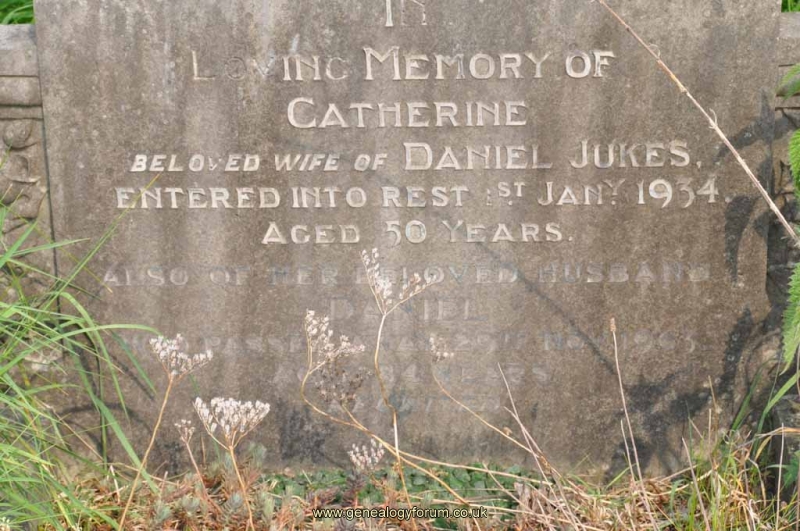 In
Loving Memory of
Catherine
Beloved wife of Daniel Jukes,
entered into rest 1st Jany. 1934.
Aged 50 Years.
Also of her beloved husband
Daniel
www.genealogyforum.co.uk